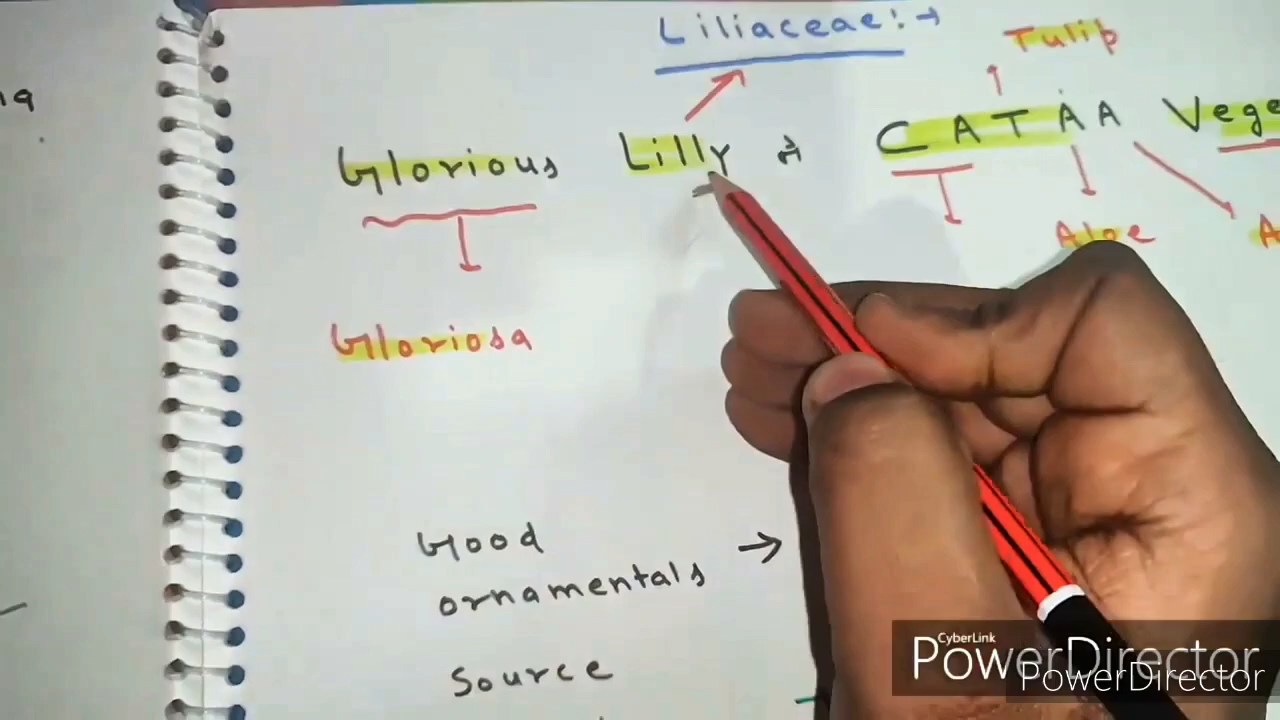 Liliaceae:→
Tulip
Glorious Lilly ने CATAA Vege
Aloe
Gloriosa
Good →
ornamentals
Source
CyberLink
PowerDirector
PowerDirector